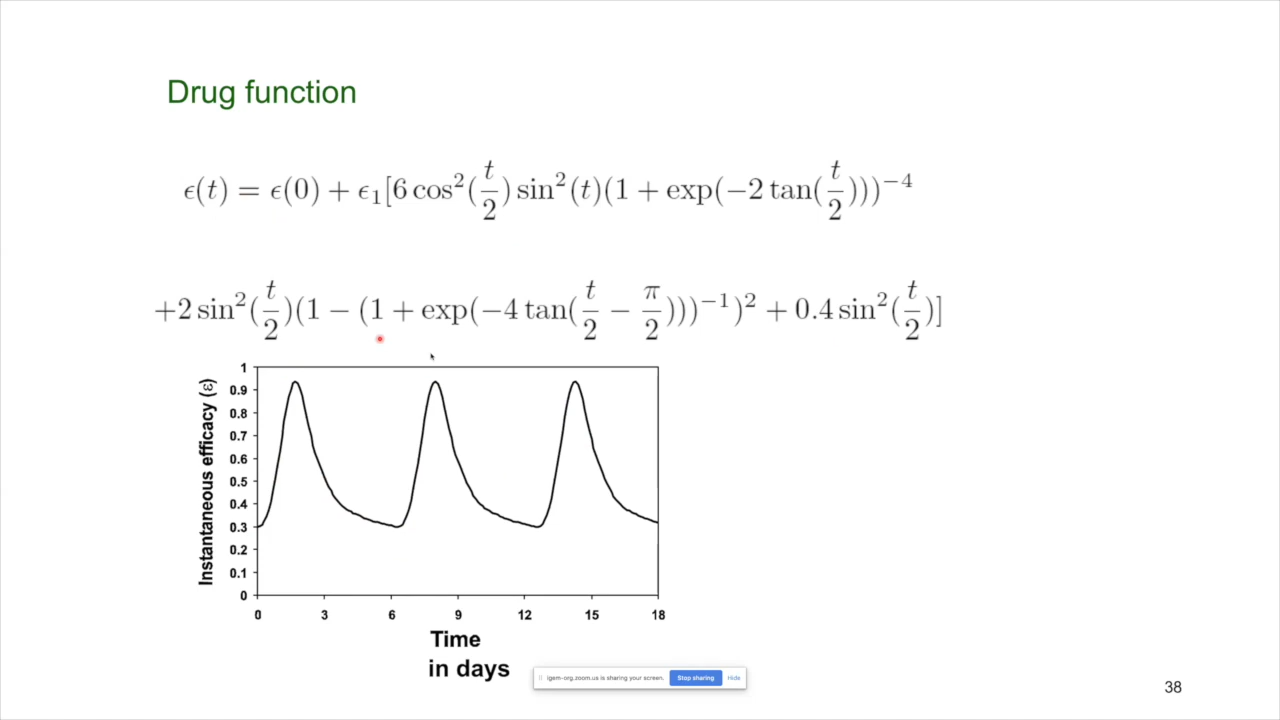 Drug function
ϵ(t) = ϵ(0) + ϵ₁[6 cos²(t/2) sin²(t)(1 + exp(−2 tan(t/2)))⁻⁴
+2 sin²(t/2)(1 − (1 + exp(−4 tan(t/2 − π/2)))⁻¹)² + 0.4 sin²(t/2)]
Instantaneous efficacy (ε)
1
0.9
0.8
0.7
0.6
0.5
0.4
0.3
0.2
0.1
0
0 3 6 9 12 15 18
Time
in days
igem-org.zoom.us is sharing your screen. Stop sharing Hide
38